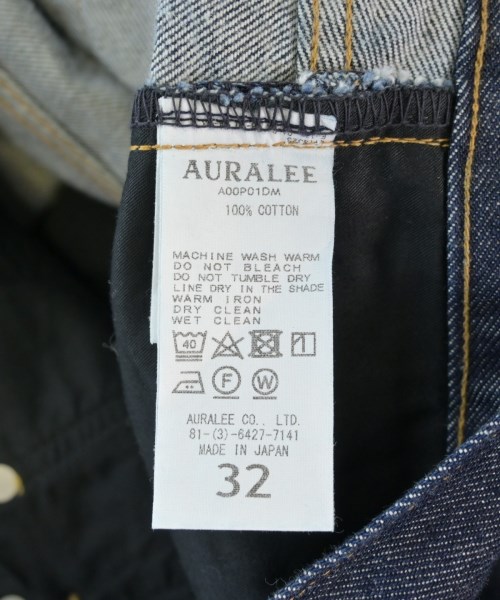 AURALEE
A00P01DM
100% COTTON
MACHINE WASH WARM
DO NOT BLEACH
DO NOT TUMBLE DRY
LINE DRY IN THE SHADE
WARM IRON
DRY CLEAN
WET CLEAN
40
F W
AURALEE CO., LTD.
81-(3)-6427-7141
MADE IN JAPAN
32